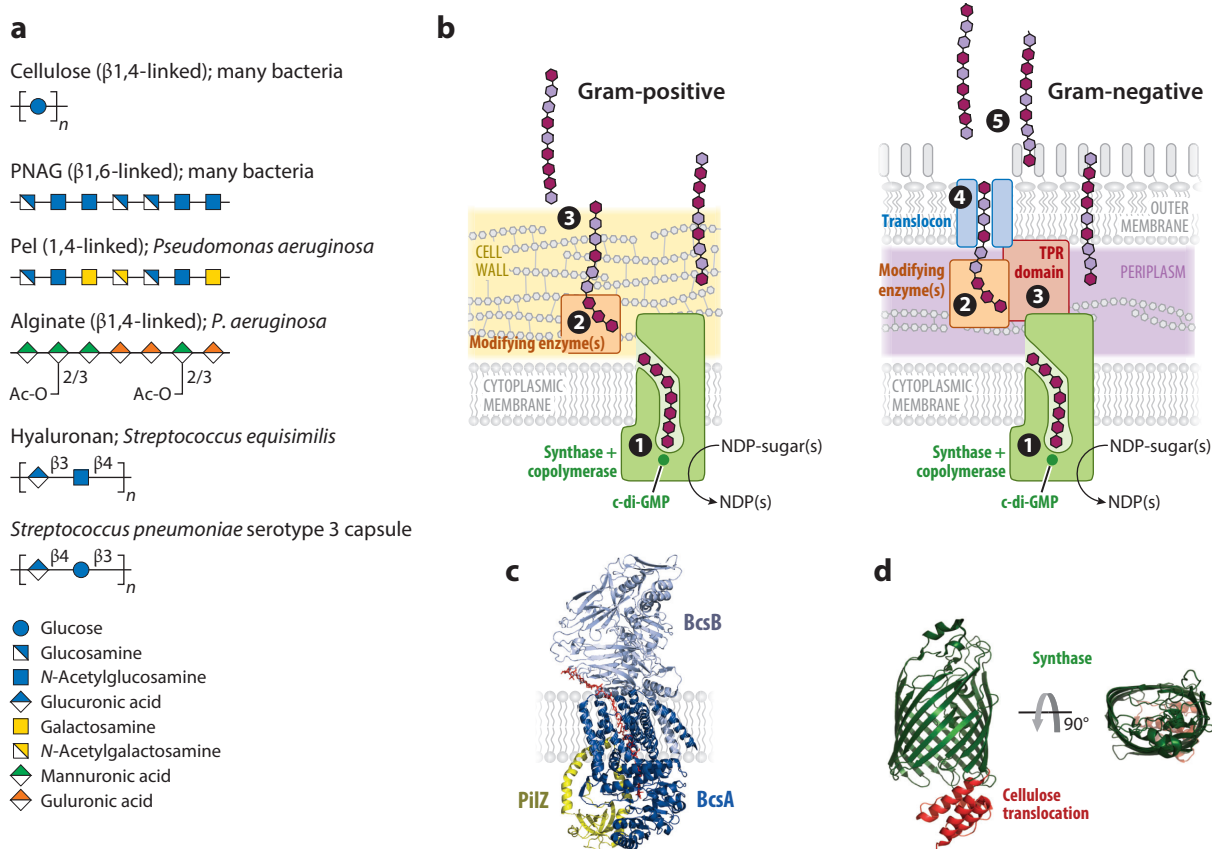 a
Cellulose (β1,4-linked); many bacteria
n
PNAG (β1,6-linked); many bacteria
Pel (1,4-linked); Pseudomonas aeruginosa
Alginate (β1,4-linked); P. aeruginosa
2/3
2/3
Ac-O
Ac-O
Hyaluronan; Streptococcus equisimilis
β3
β4
n
Streptococcus pneumoniae serotype 3 capsule
β4
β3
n
Glucose
Glucosamine
N-Acetylglucosamine
Glucuronic acid
Galactosamine
N-Acetylgalactosamine
Mannuronic acid
Guluronic acid
b
Gram-positive
3
CELL
WALL
2
Modifying enzyme(s)
CYTOPLASMIC
MEMBRANE
1
Synthase +
copolymerase
c-di-GMP
NDP-sugar(s)
NDP(s)
Gram-negative
5
4
Translocon
OUTER
MEMBRANE
Modifying
enzyme(s)
2
TPR
domain
3
PERIPLASM
CYTOPLASMIC
MEMBRANE
1
Synthase +
copolymerase
c-di-GMP
NDP-sugar(s)
NDP(s)
c
BcsB
PilZ
BcsA
d
Synthase
90°
Cellulose
translocation